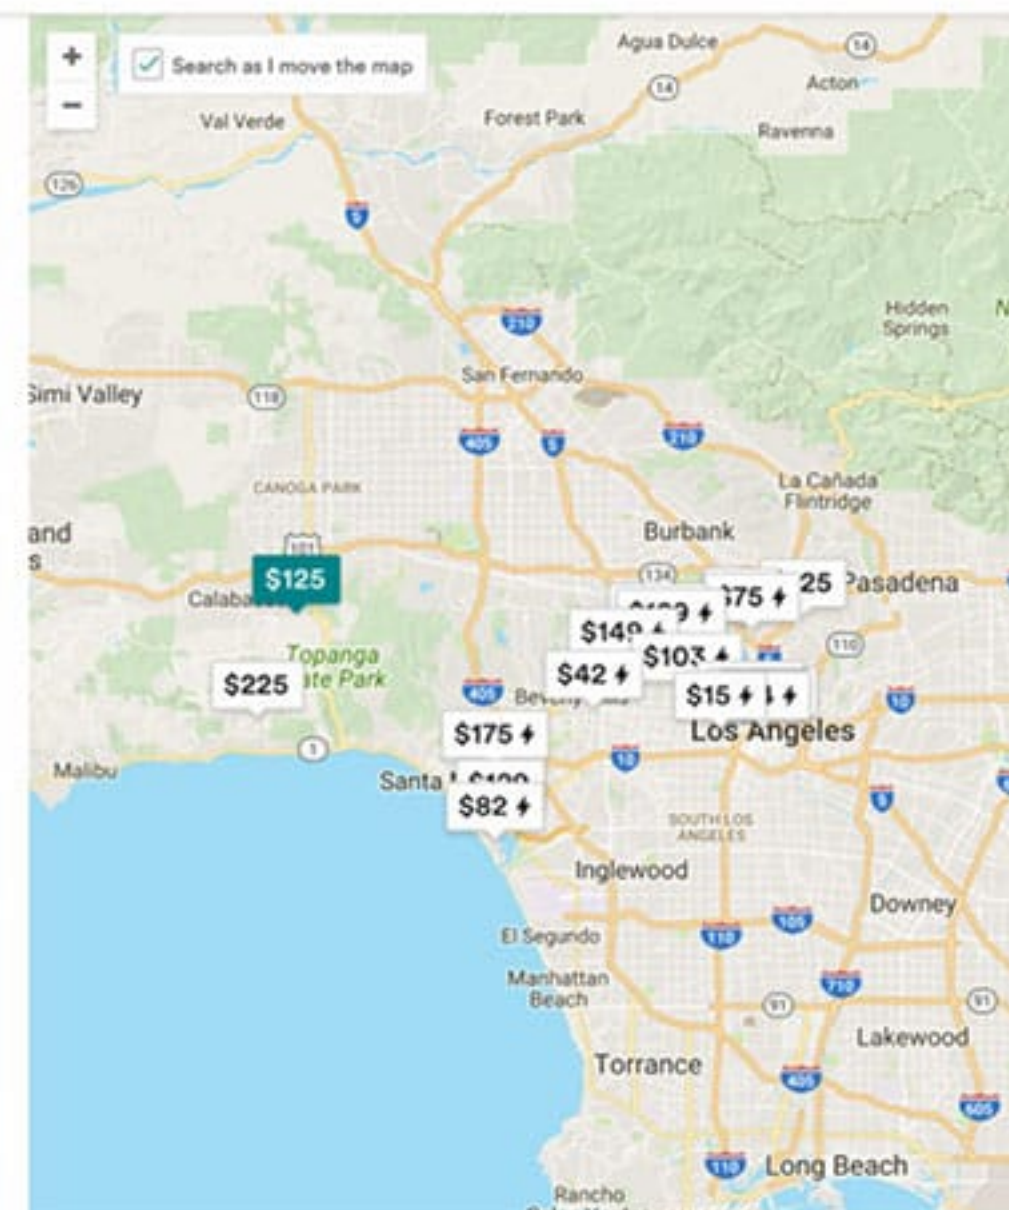 Agua Dulce
14
+
Search as I move the map
14
Acton
−
Val Verde
Forest Park
Ravenna
126
5
Hidden
Springs
N
210
San Fernando
Simi Valley
118
405
5
210
La Cañada
Flintridge
CANOGA PARK
and
s
Burbank
101
134
$125
$75
25
Pasadena
$149
110
Topanga
ate Park
$103
$42
$225
405
$15
10
Los Angeles
$175
1
10
Malibu
Santa
$82
5
SOUTH LOS
ANGELES
Inglewood
Downey
105
110
El Segundo
Manhattan
Beach
710
91
91
Lakewood
Torrance
405
605
110
Long Beach
Rancho